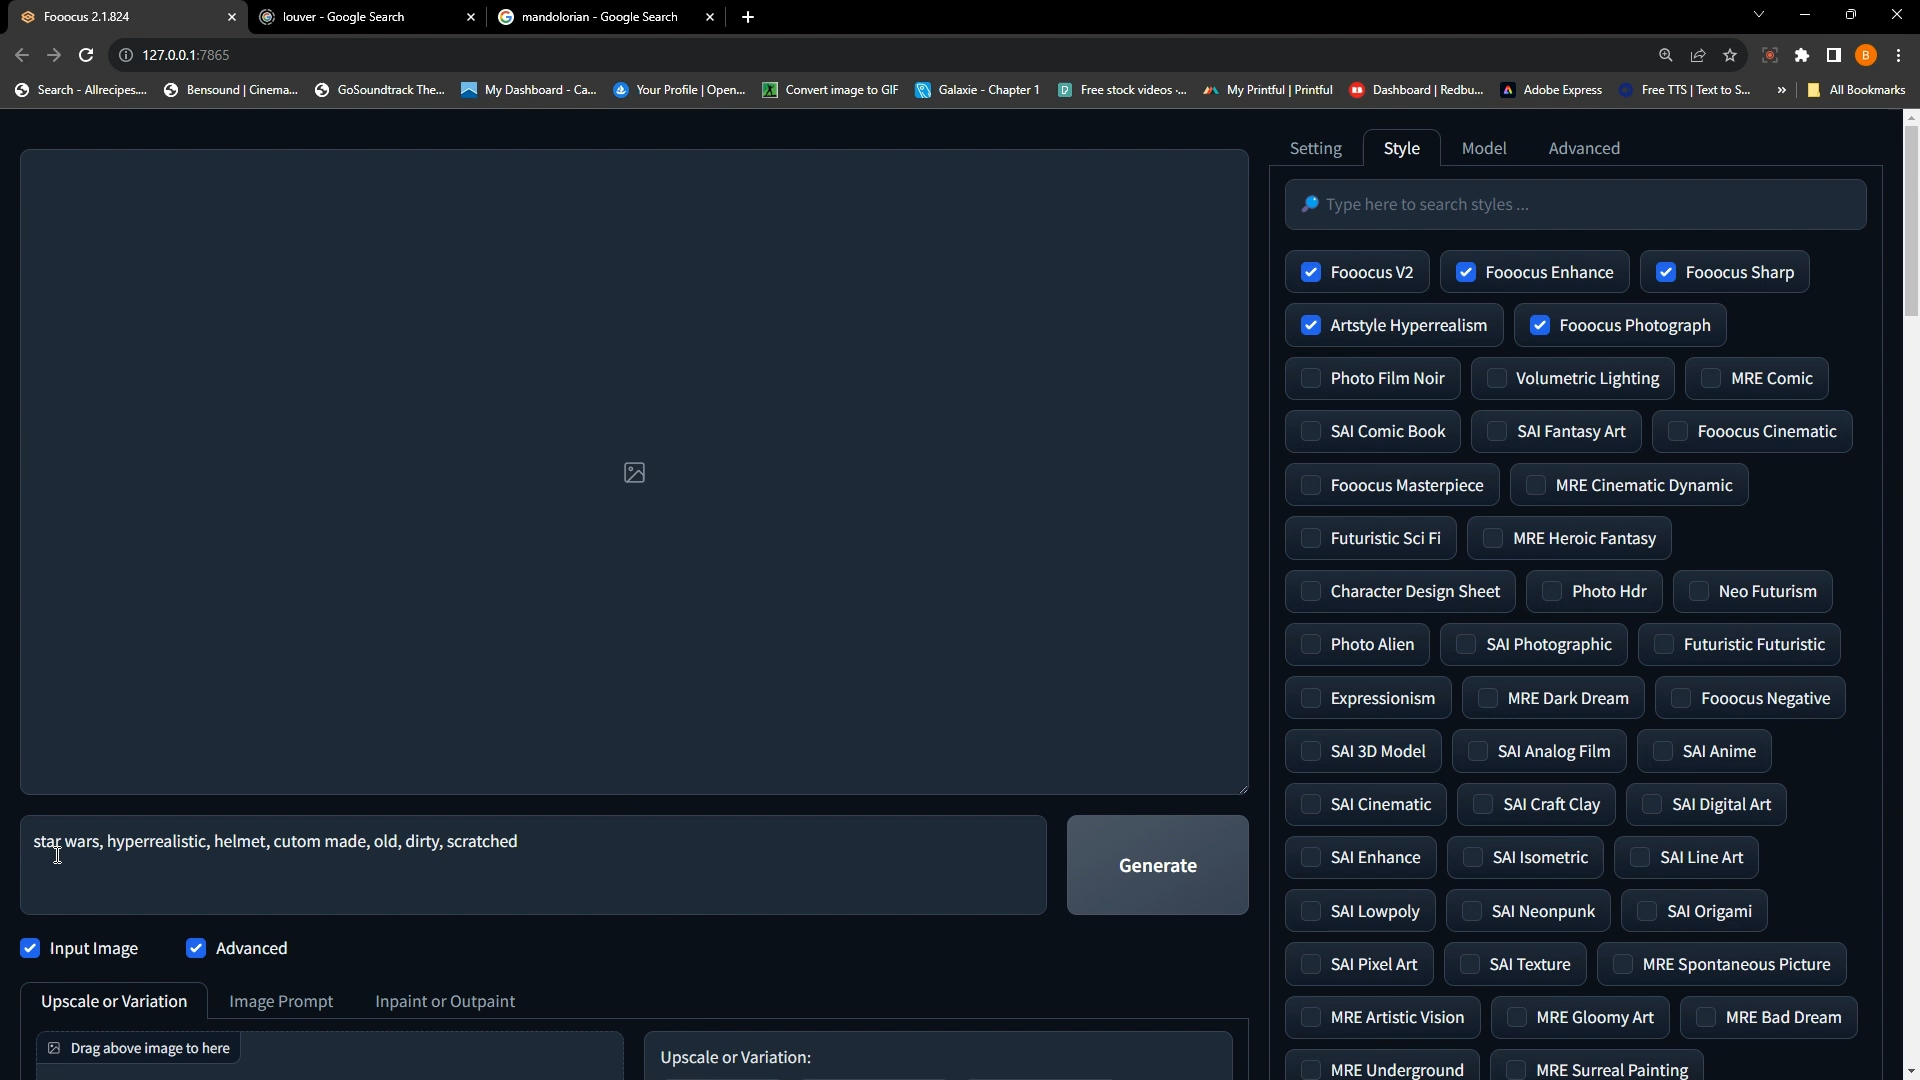 Fooocus 2.1.824
louver - Google Search
mandolorian - Google Search
127.0.0.1:7865
Search - Allrecipes....
Bensound | Cinema...
GoSoundtrack The...
My Dashboard - Ca...
Your Profile | Open...
Convert image to GIF
Galaxie - Chapter 1
Free stock videos -...
My Printful | Printful
Dashboard | Redbu...
Adobe Express
Free TTS | Text to S...
»
All Bookmarks
B
Setting
Style
Model
Advanced
Type here to search styles ...
Fooocus V2
Fooocus Enhance
Fooocus Sharp
Artstyle Hyperrealism
Fooocus Photograph
Photo Film Noir
Volumetric Lighting
MRE Comic
SAI Comic Book
SAI Fantasy Art
Fooocus Cinematic
Fooocus Masterpiece
MRE Cinematic Dynamic
Futuristic Sci Fi
MRE Heroic Fantasy
Character Design Sheet
Photo Hdr
Neo Futurism
Photo Alien
SAI Photographic
Futuristic Futuristic
Expressionism
MRE Dark Dream
Fooocus Negative
SAI 3D Model
SAI Analog Film
SAI Anime
SAI Cinematic
SAI Craft Clay
SAI Digital Art
SAI Enhance
SAI Isometric
SAI Line Art
SAI Lowpoly
SAI Neonpunk
SAI Origami
SAI Pixel Art
SAI Texture
MRE Spontaneous Picture
MRE Artistic Vision
MRE Gloomy Art
MRE Bad Dream
MRE Underground
MRE Surreal Painting
star wars, hyperrealistic, helmet, cutom made, old, dirty, scratched
Generate
Input Image
Advanced
Upscale or Variation
Image Prompt
Inpaint or Outpaint
Drag above image to here
Upscale or Variation: